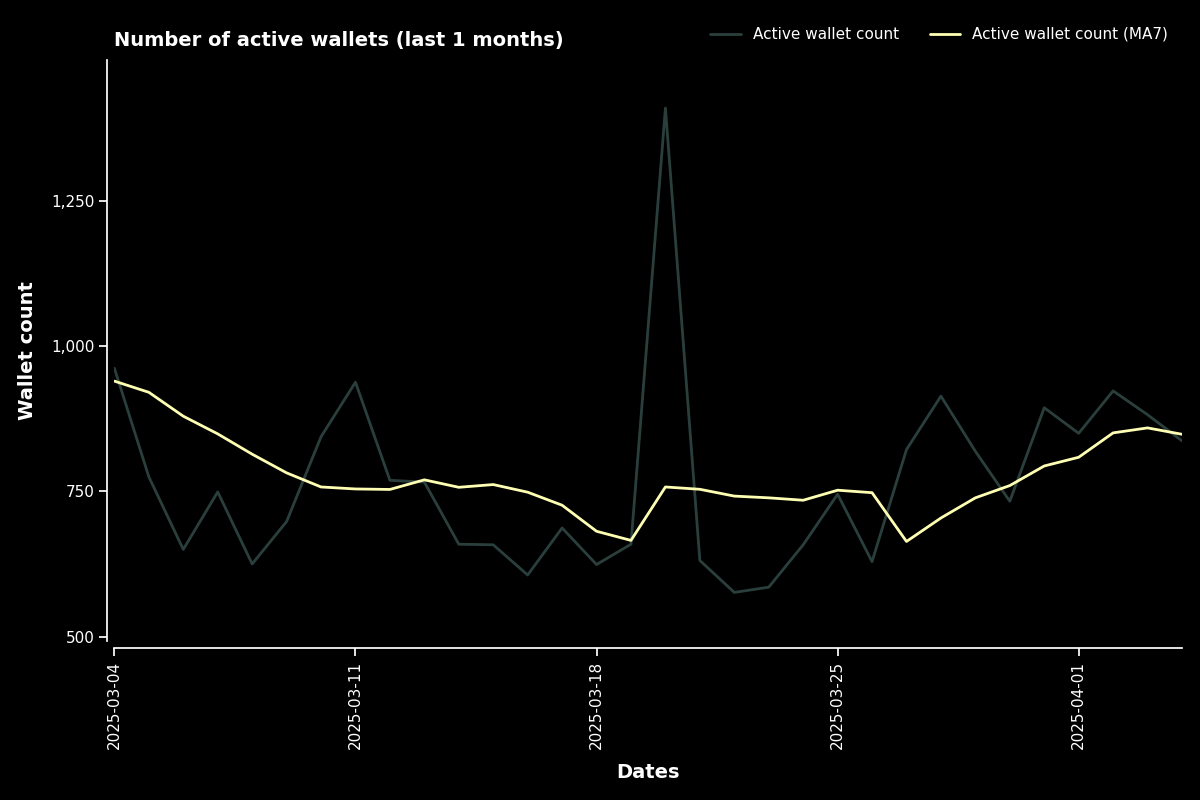 Number of active wallets (last 1 months)
Active wallet count
Active wallet count (MA7)
Wallet count
1,250
1,000
750
500
2025-03-04
2025-03-11
2025-03-18
2025-03-25
2025-04-01
Dates